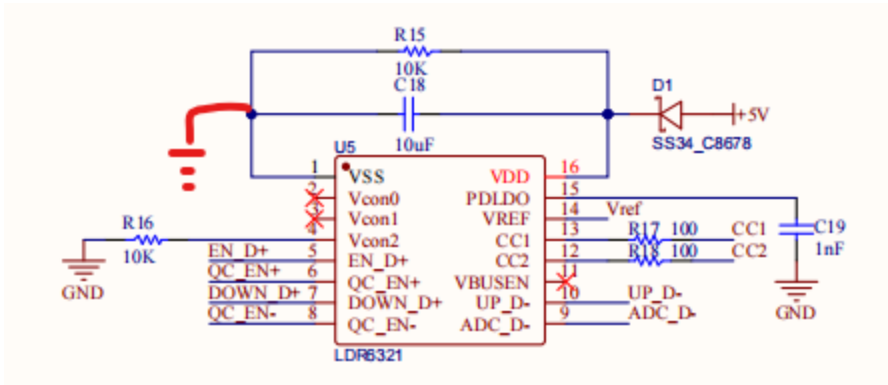 R15
10K
C18
10uF
D1
+5V
SS34_C8678
U5
1 VSS VDD 16
2 Vcon0 PDLDO 15
3 Vcon1 VREF 14 Vref
4 Vcon2 CC1 13 R17 100 CC1
5 EN_D+ CC2 12 R18 100 CC2
6 QC_EN+ VBUSEN 11
7 DOWN_D+ UP_D- 10 UP_D-
8 QC_EN- ADC_D- 9 ADC_D-
LDR6321
R16
10K
GND
EN_D+
QC_EN+
DOWN_D+
QC_EN-
C19
1nF
GND